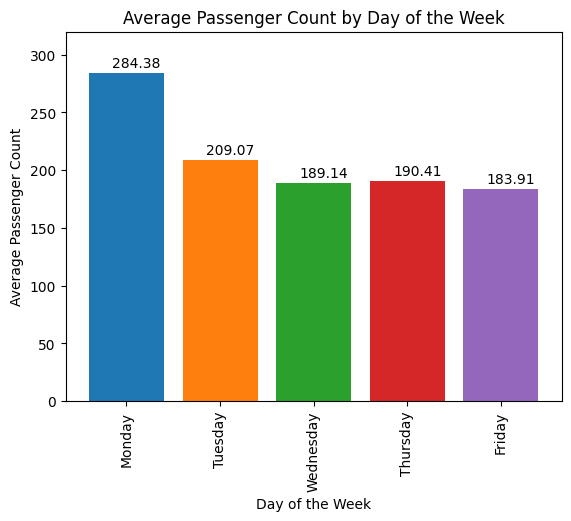 Average Passenger Count by Day of the Week
Average Passenger Count
300
250
200
150
100
50
0
284.38
209.07
189.14
190.41
183.91
Monday
Tuesday
Wednesday
Thursday
Friday
Day of the Week